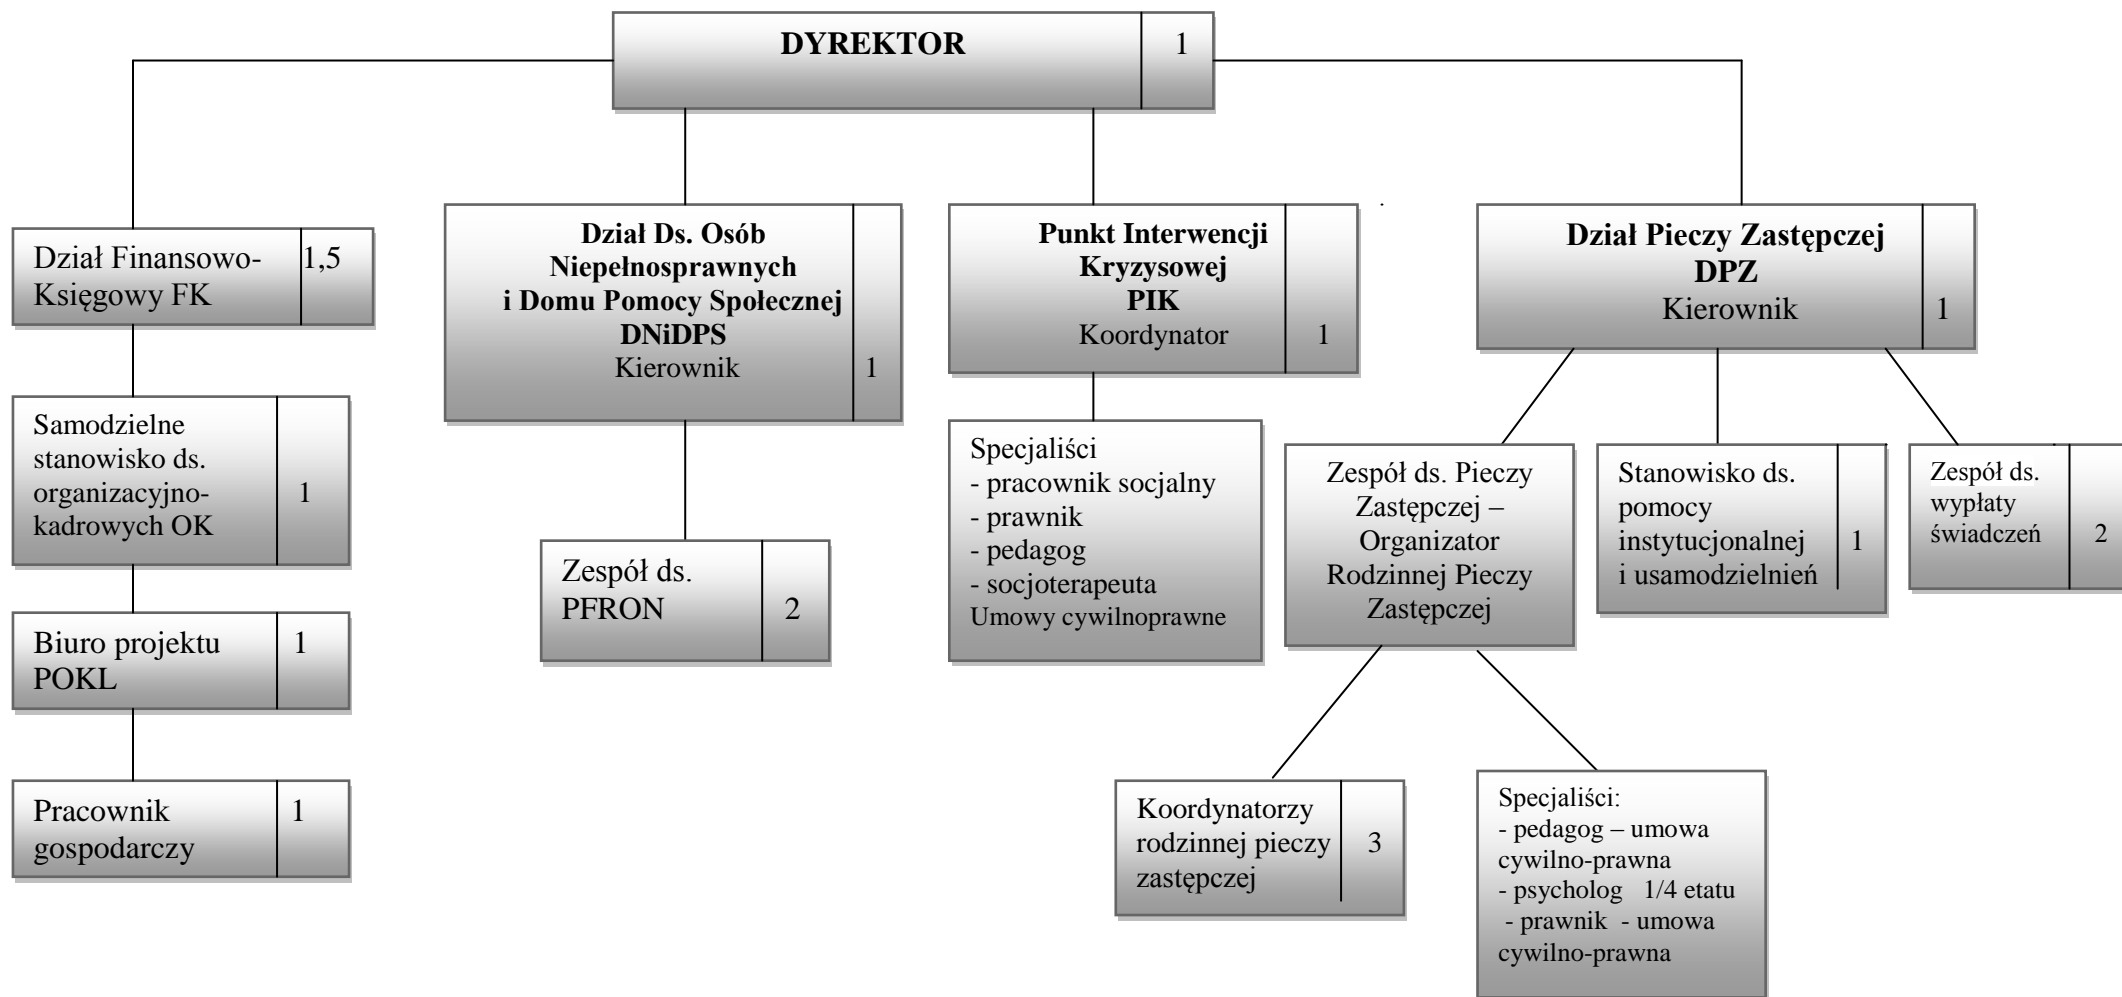 DYREKTOR 1
Dział Finansowo- 1,5
Księgowy FK
Samodzielne
stanowisko ds.
organizacyjno- 1
kadrowych OK
Biuro projektu 1
POKL
Pracownik 1
gospodarczy
Dział Ds. Osób
Niepełnosprawnych
i Domu Pomocy Społecznej
DNiDPS
Kierownik 1
Zespół ds.
PFRON 2
Punkt Interwencji
Kryzysowej
PIK
Koordynator 1
Specjaliści
- pracownik socjalny
- prawnik
- pedagog
- socjoterapeuta
Umowy cywilnoprawne
Dział Pieczy Zastępczej
DPZ
Kierownik 1
Zespół ds. Pieczy
Zastępczej –
Organizator
Rodzinnej Pieczy
Zastępczej
Stanowisko ds.
pomocy
instytucjonalnej 1
i usamodzielnień
Zespół ds.
wypłaty
świadczeń 2
Koordynatorzy
rodzinnej pieczy 3
zastępczej
Specjaliści:
- pedagog – umowa
cywilno-prawna
- psycholog 1/4 etatu
- prawnik - umowa
cywilno-prawna